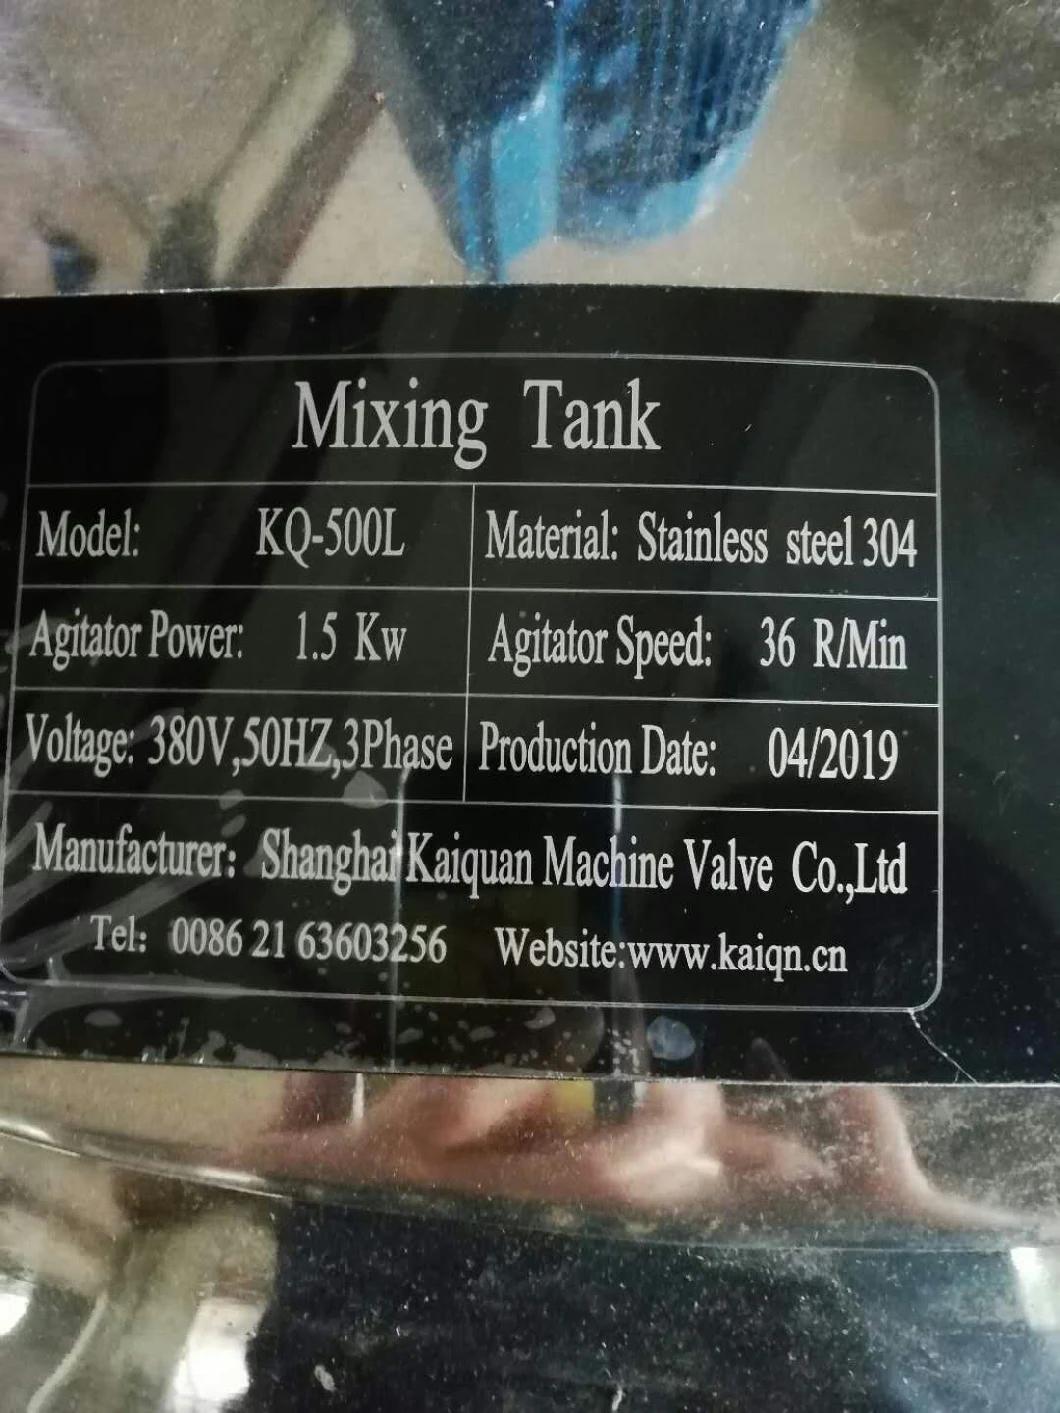 Mixing Tank
Model: KQ-500L Material: Stainless steel 304
Agitator Power: 1.5 Kw Agitator Speed: 36 R/Min
Voltage: 380V,50HZ,3Phase Production Date: 04/2019
Manufacturer: Shanghai Kaiquan Machine Valve Co.,Ltd
Tel: 0086 21 63603256 Website:www.kaiqn.cn